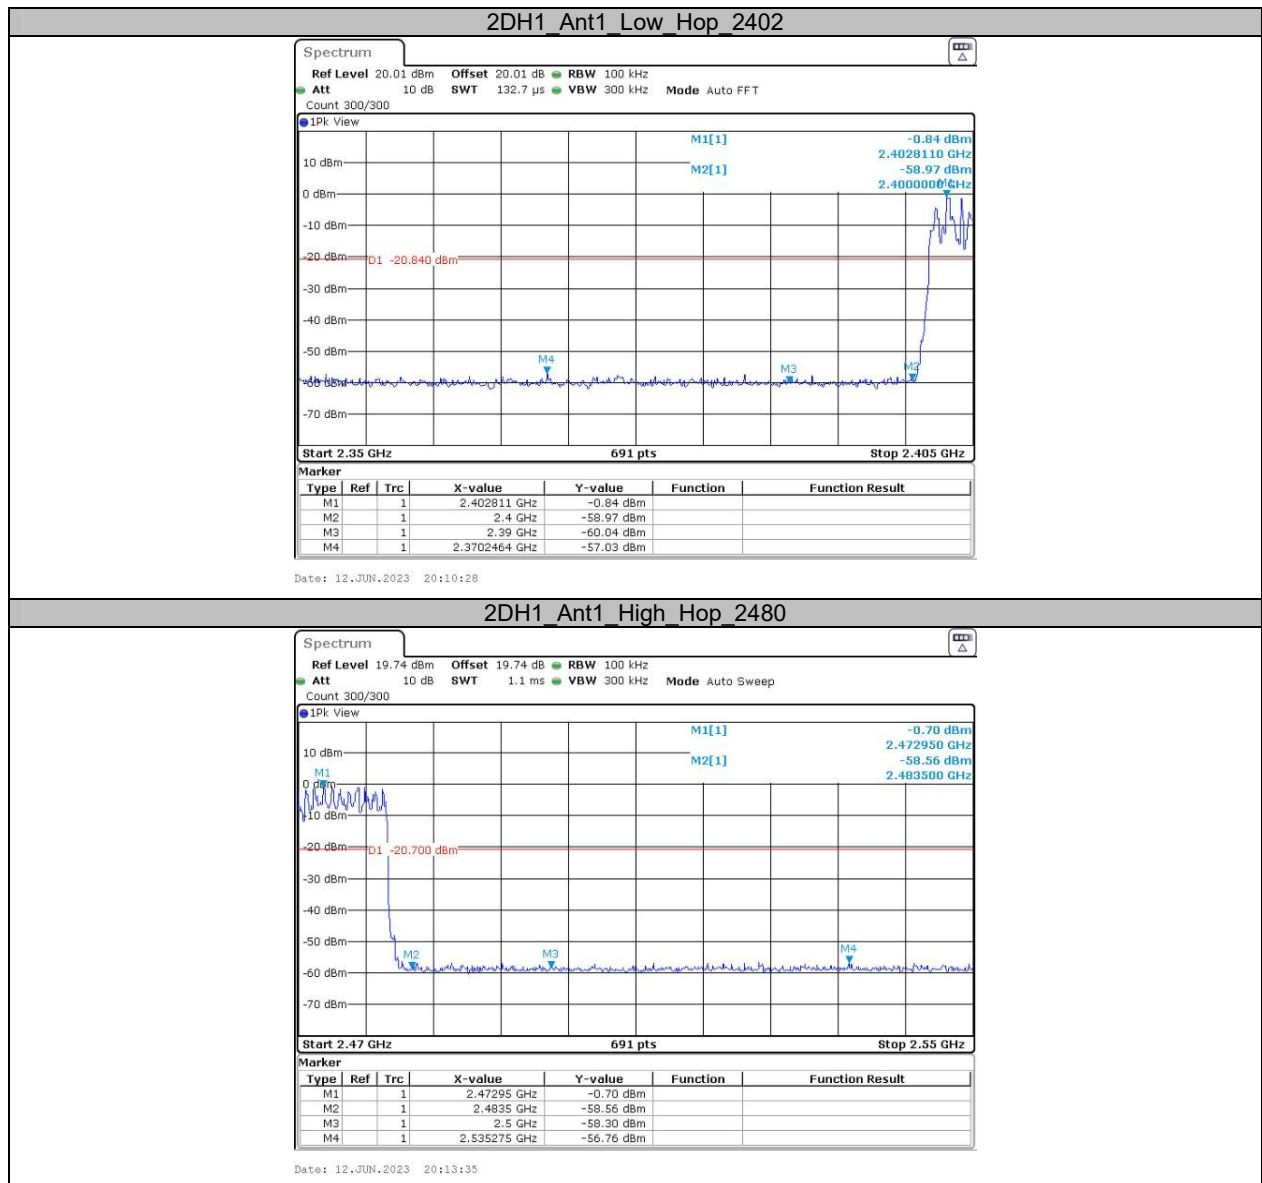 2DH1_Ant1_Low_Hop_2402
Spectrum
Ref Level 20.01 dBm Offset 20.01 dB RBW 100 kHz
Att 10 dB SWT 132.7 µs VBW 300 kHz Mode Auto FFT
Count 300/300
1Pk View
M1[1] -0.84 dBm
2.4028110 GHz
M2[1] -58.97 dBm
2.4000000 GHz
M1
10 dBm
0 dBm
-10 dBm
-20 dBm
D1 -20.840 dBm
-30 dBm
-40 dBm
-50 dBm
M4
M3
M2
-60 dBm
-70 dBm
Start 2.35 GHz 691 pts Stop 2.405 GHz
Marker
Type Ref Trc X-value Y-value Function Function Result
M1 1 2.402811 GHz -0.84 dBm
M2 1 2.4 GHz -58.97 dBm
M3 1 2.39 GHz -60.04 dBm
M4 1 2.3702464 GHz -57.03 dBm
Date: 12.JUN.2023 20:10:28
2DH1_Ant1_High_Hop_2480
Spectrum
Ref Level 19.74 dBm Offset 19.74 dB RBW 100 kHz
Att 10 dB SWT 1.1 ms VBW 300 kHz Mode Auto Sweep
Count 300/300
1Pk View
M1[1] -0.70 dBm
2.472950 GHz
M2[1] -58.56 dBm
2.483500 GHz
10 dBm
M1
0 dBm
-10 dBm
-20 dBm
D1 -20.700 dBm
-30 dBm
-40 dBm
-50 dBm
M2
M3
M4
-60 dBm
-70 dBm
Start 2.47 GHz 691 pts Stop 2.55 GHz
Marker
Type Ref Trc X-value Y-value Function Function Result
M1 1 2.47295 GHz -0.70 dBm
M2 1 2.4835 GHz -58.56 dBm
M3 1 2.5 GHz -58.30 dBm
M4 1 2.535275 GHz -56.76 dBm
Date: 12.JUN.2023 20:13:35